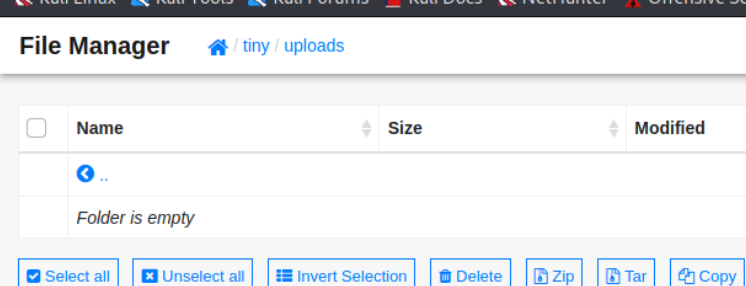 Kali Linux Kali Tools Kali Forums Kali Docs NetHunter Offensive
File Manager / tiny / uploads
Name Size Modified
..
Folder is empty
Select all Unselect all Invert Selection Delete Zip Tar Copy